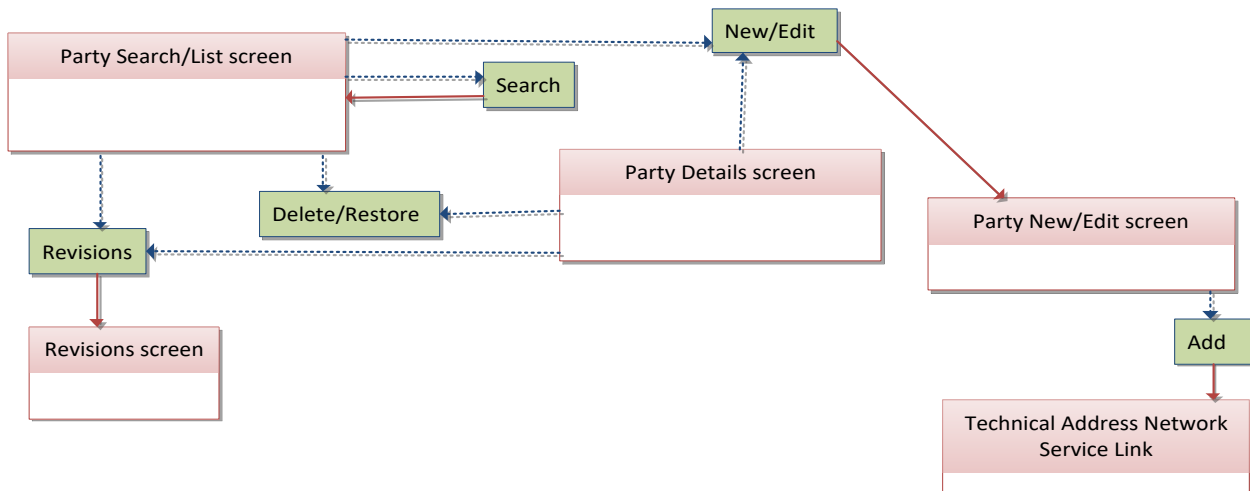 New/Edit
Party Search/List screen
Search
Party Details screen
Delete/Restore
Party New/Edit screen
Revisions
Add
Revisions screen
Technical Address Network
Service Link